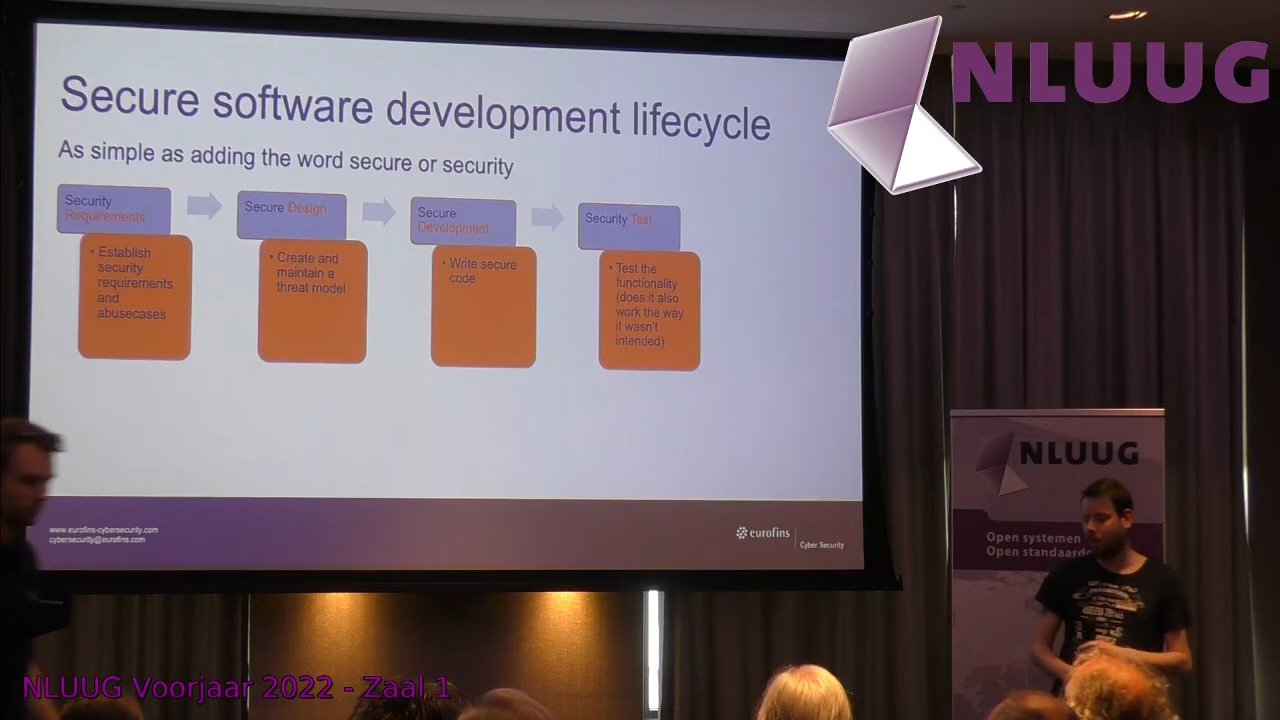 NLUUG
Secure software development lifecycle
As simple as adding the word secure or security
Security
Requirements
• Establish
security
requirements
and
abusecases
Secure Design
• Create and
maintain a
threat model
Secure
Development
• Write secure
code
Security Test
• Test the
functionality
(does it also
work the way
it wasn't
intended)
www.eurofins-cybersecurity.com
cybersecurity@eurofins.com
eurofins
Cyber Security
NLUUG
Open systemen
Open standaard
NLUUG Voorjaar 2022 - Zaal 1